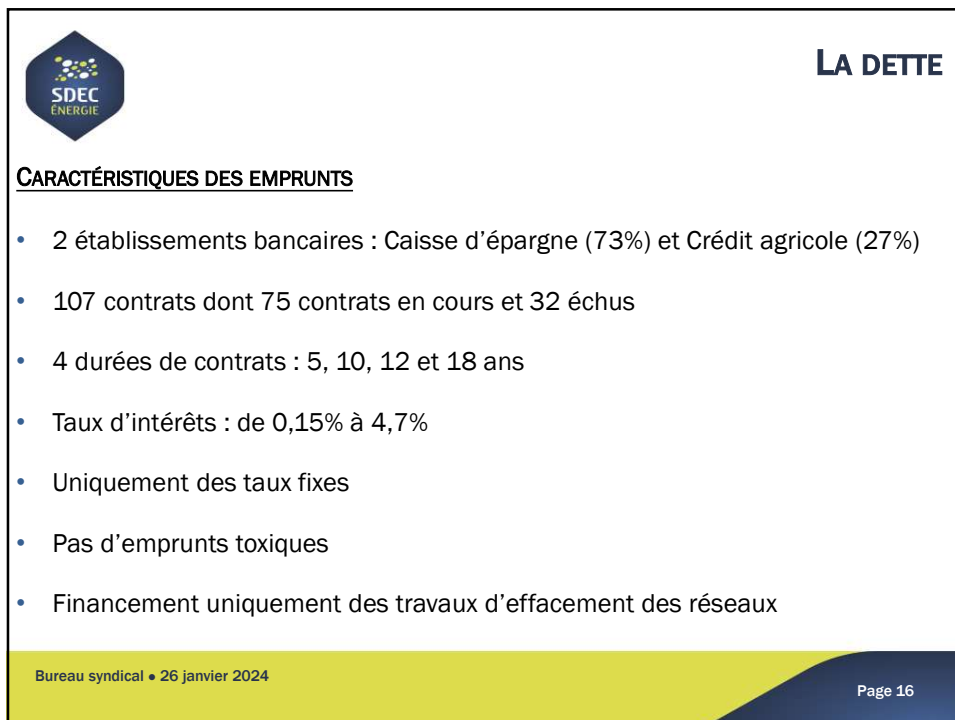 SDEC
ÉNERGIE
LA DETTE
CARACTÉRISTIQUES DES EMPRUNTS
• 2 établissements bancaires : Caisse d'épargne (73%) et Crédit agricole (27%)
• 107 contrats dont 75 contrats en cours et 32 échus
• 4 durées de contrats : 5, 10, 12 et 18 ans
• Taux d'intérêts : de 0,15% à 4,7%
• Uniquement des taux fixes
• Pas d'emprunts toxiques
• Financement uniquement des travaux d'effacement des réseaux
Bureau syndical • 26 janvier 2024
Page 16